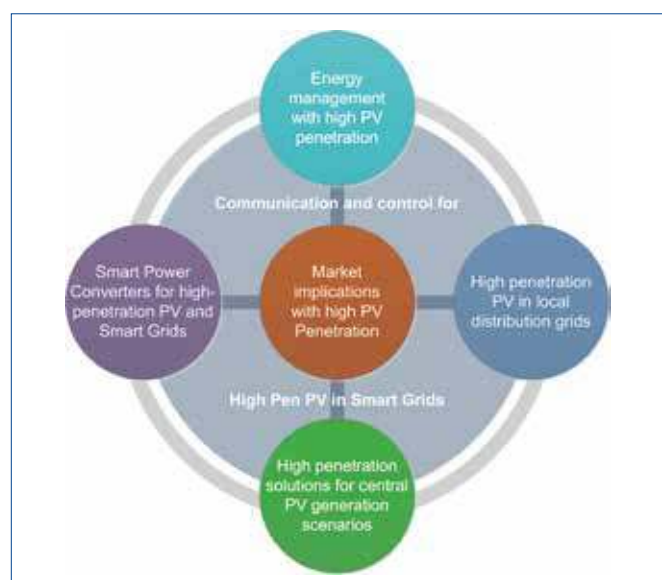 Energy
management
with high PV
penetration
Communication and control for
Smart Power
Converters for high-
penetration PV and
Smart Grids
Market
implications
with high PV
Penetration
High penetration
PV in local
distribution grids
High Pen PV in Smart Grids
High penetration
solutions for central
PV generation
scenarios